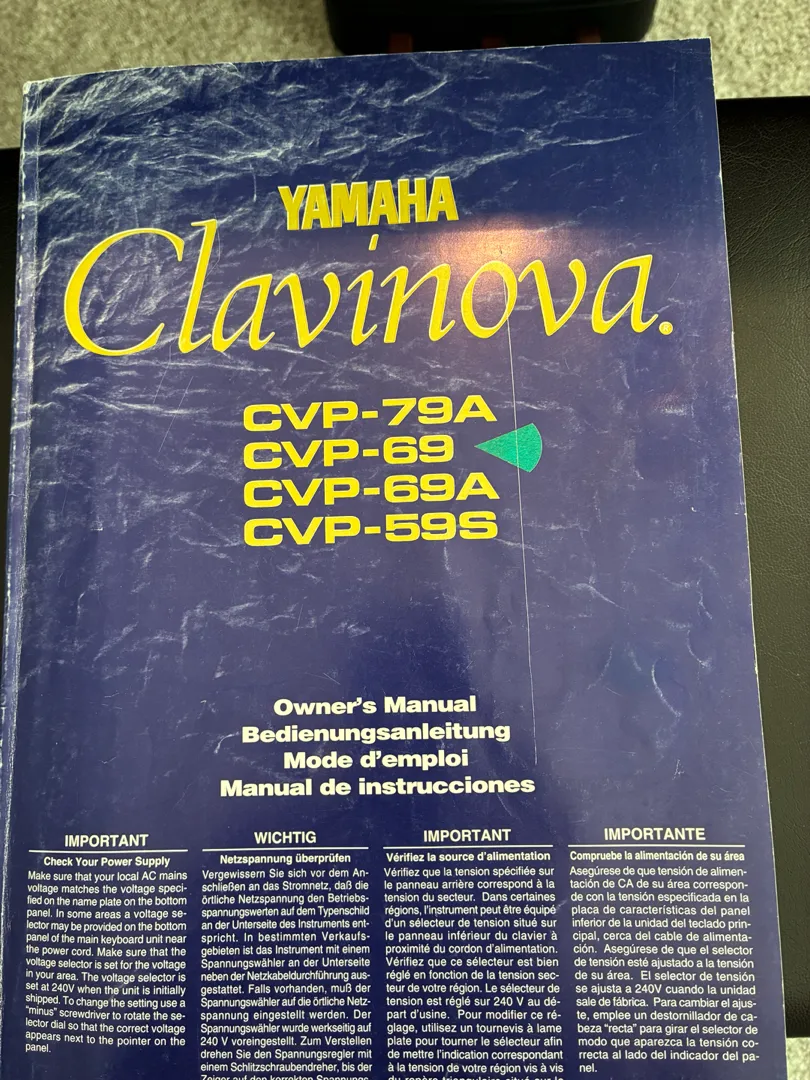 YAMAHA
Clavinova®
CVP-79A
CVP-69
CVP-69A
CVP-59S
Owner's Manual
Bedienungsanleitung
Mode d'emploi
Manual de instrucciones
IMPORTANT
Check Your Power Supply
Make sure that your local AC mains
voltage matches the voltage speci-
fied on the name plate on the bottom
panel. In some areas a voltage se-
lector may be provided on the bottom
panel of the main keyboard unit near
the power cord. Make sure that the
voltage selector is set for the voltage
in your area. The voltage selector is
set at 240V when the unit is initially
shipped. To change the setting use a
"minus" screwdriver to rotate the se-
lector dial so that the correct voltage
appears next to the pointer on the
panel.
WICHTIG
Netzspannung überprüfen
Vergewissern Sie sich vor dem An-
schließen an das Stromnetz, daß die
örtliche Netzspannung den Betriebs-
spannungswerten auf dem Typenschild
an der Unterseite des Instruments ent-
spricht. In bestimmten Verkaufs-
gebieten ist das Instrument mit einem
Spannungswähler an der Unterseite
neben der Netzkabeldurchführung aus-
gestattet. Falls vorhanden, muß der
Spannungswähler auf die örtliche Netz-
spannung eingestellt werden. Der
Spannungswähler wurde werkseitig auf
240 V voreingestellt. Zum Verstellen
drehen Sie den Spannungsregler mit
einem Schlitzschraubendreher, bis der
Zeiger auf den korrekten Spannungs-
IMPORTANT
Vérifiez la source d'alimentation
Vérifiez que la tension spécifiée sur
le panneau arrière correspond à la
tension du secteur. Dans certaines
régions, l'instrument peut être équipé
d'un sélecteur de tension situé sur
le panneau inférieur du clavier à
proximité du cordon d'alimentation.
Vérifiez que ce sélecteur est bien
réglé en fonction de la tension sec-
teur de votre région. Le sélecteur de
tension est réglé sur 240 V au dé-
part d'usine. Pour modifier ce ré-
glage, utilisez un tournevis à lame
plate pour tourner le sélecteur afin
de mettre l'indication correspondant
à la tension de votre région vis à vis
du repère triangulaire situé sur le
IMPORTANTE
Compruebe la alimentación de su área
Asegúrese de que tensión de alimen-
tación de CA de su área correspon-
de con la tensión especificada en la
placa de características del panel
inferior de la unidad del teclado prin-
cipal, cerca del cable de alimenta-
ción. Asegúrese de que el selector
de tensión esté ajustado a la tensión
de su área. El selector de tensión
se ajusta a 240V cuando la unidad
sale de fábrica. Para cambiar el ajus-
te, emplee un destornillador de ca-
beza "recta" para girar el selector de
modo que aparezca la tensión co-
rrecta al lado del indicador del pa-
nel.